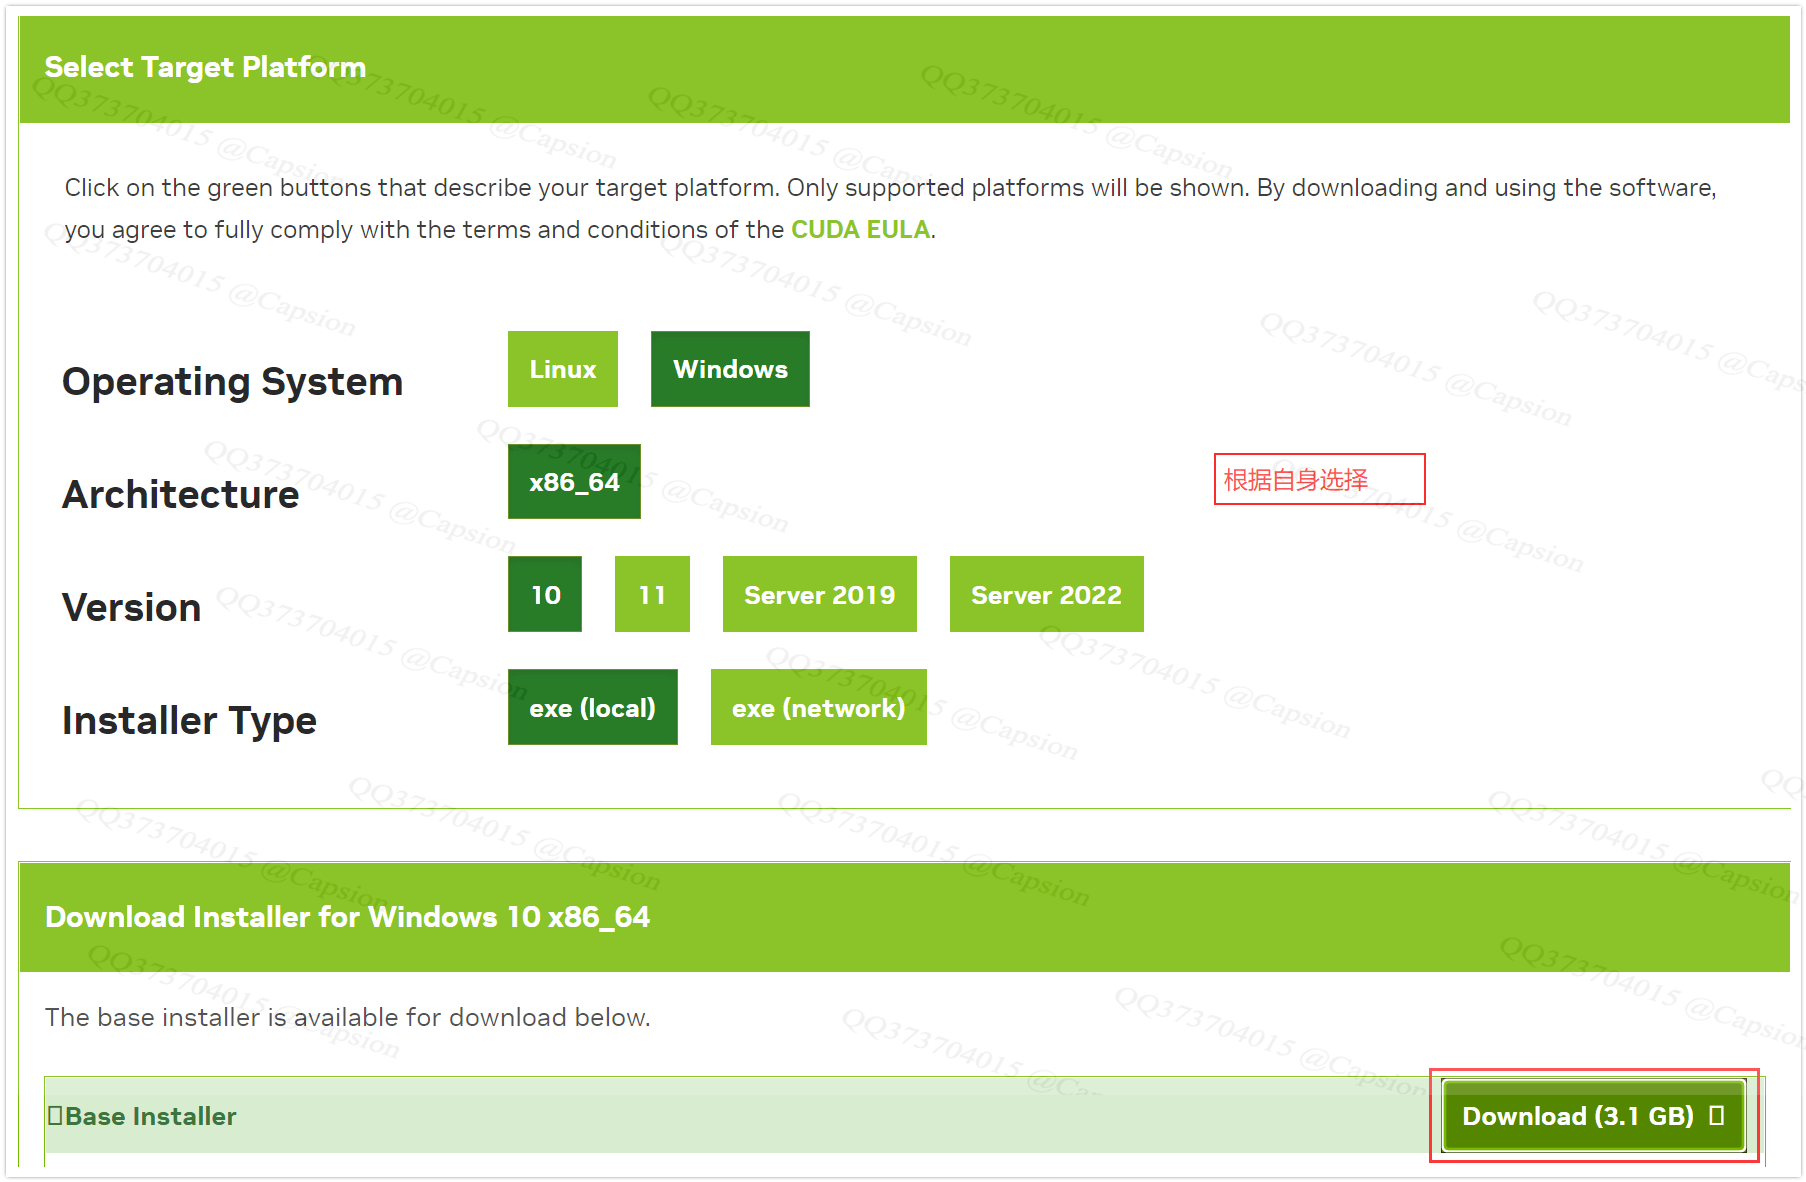 Select Target Platform
Click on the green buttons that describe your target platform. Only supported platforms will be shown. By downloading and using the software,
you agree to fully comply with the terms and conditions of the CUDA EULA.
Operating System
Linux
Windows
Architecture
x86_64
根据自身选择
Version
10
11
Server 2019
Server 2022
Installer Type
exe (local)
exe (network)
Download Installer for Windows 10 x86_64
The base installer is available for download below.
Base Installer
Download (3.1 GB)
QQ373704015 @Capsion